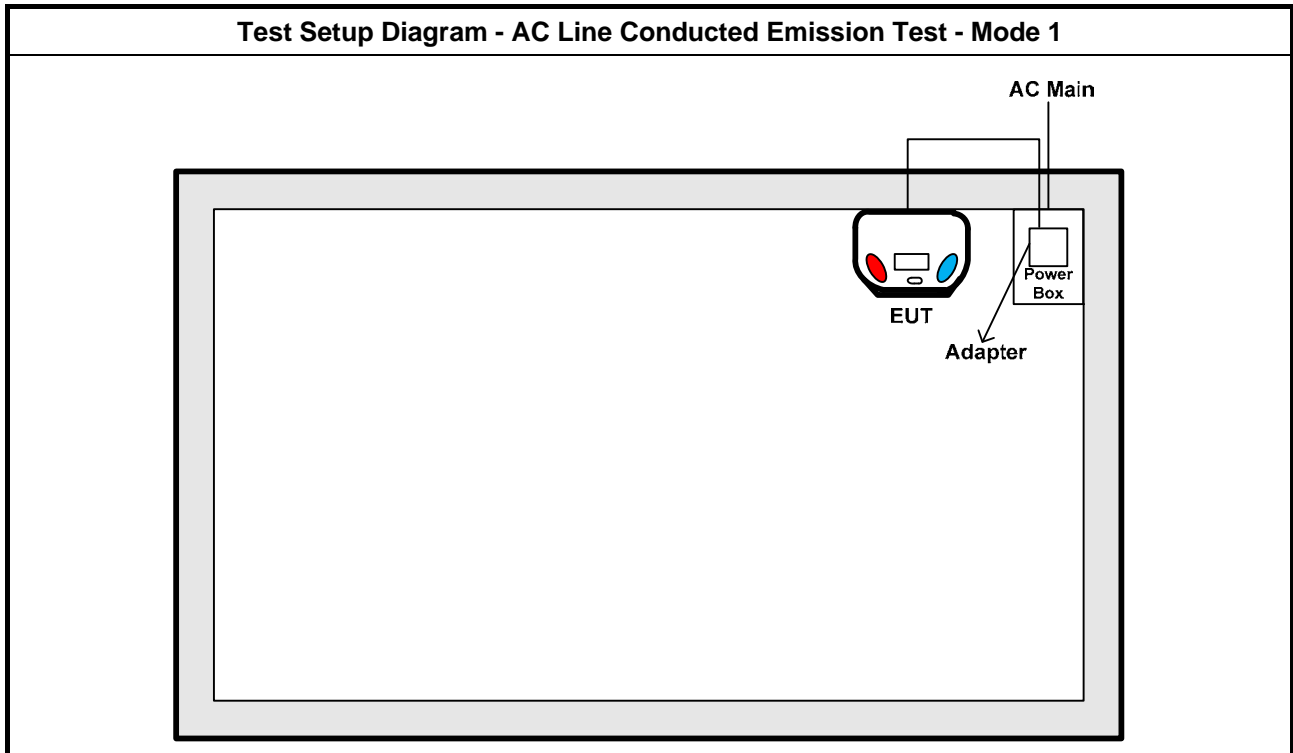 Test Setup Diagram - AC Line Conducted Emission Test - Mode 1
AC Main
Power
Box
EUT
Adapter